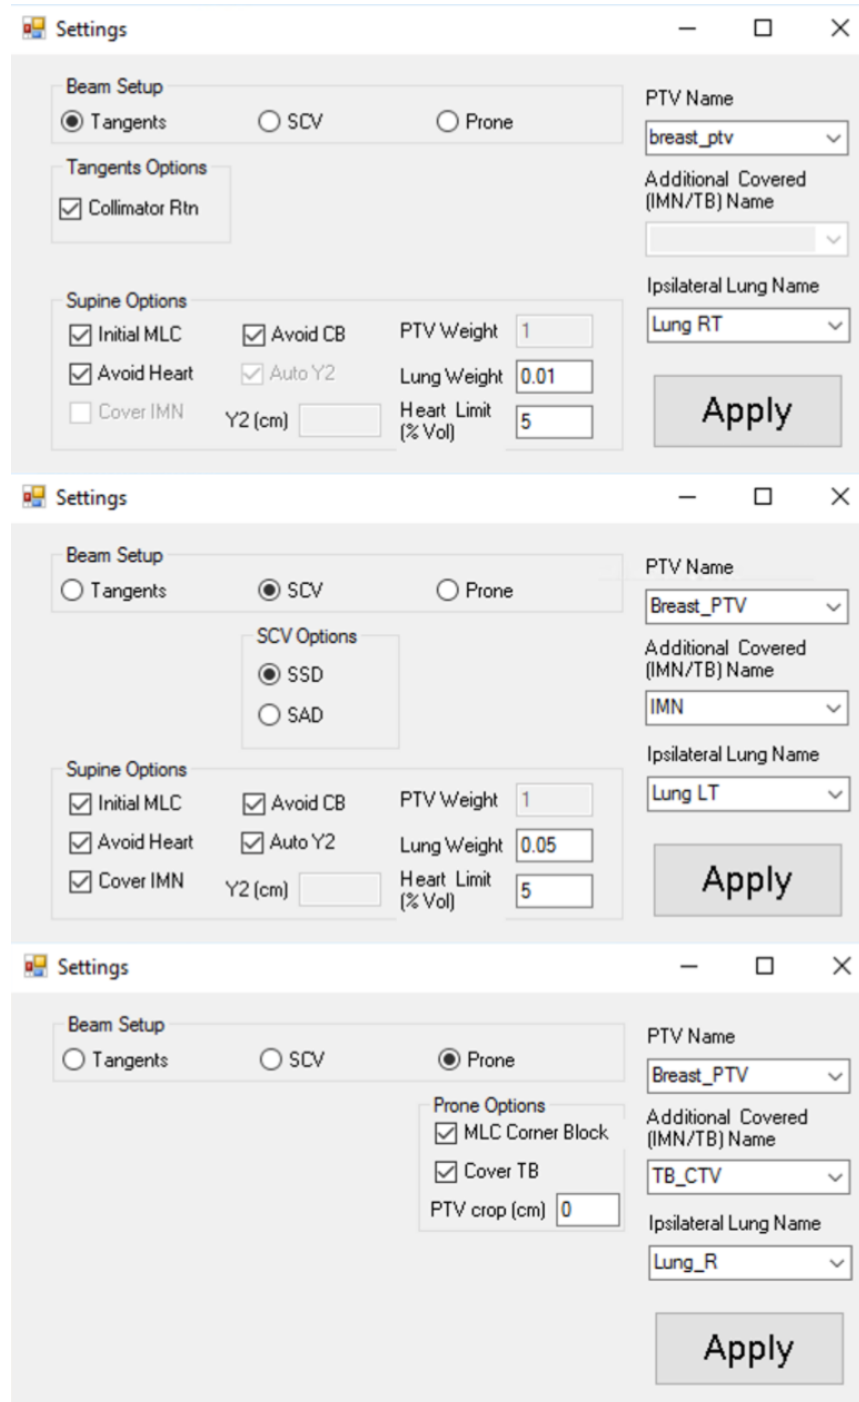 Settings
Beam Setup
Tangents SCV Prone
Tangents Options
Collimator Rtn
Supine Options
Initial MLC Avoid CB PTV Weight 1
Avoid Heart Auto Y2 Lung Weight 0.01
Cover IMN Y2 (cm) Heart Limit
(% Vol) 5
PTV Name
breast_ptv
Additional Covered
(IMN/TB) Name
Ipsilateral Lung Name
Lung RT
Apply
Settings
Beam Setup
Tangents SCV Prone
SCV Options
SSD
SAD
Supine Options
Initial MLC Avoid CB PTV Weight 1
Avoid Heart Auto Y2 Lung Weight 0.05
Cover IMN Y2 (cm) Heart Limit
(% Vol) 5
PTV Name
Breast_PTV
Additional Covered
(IMN/TB) Name
IMN
Ipsilateral Lung Name
Lung LT
Apply
Settings
Beam Setup
Tangents SCV Prone
Prone Options
MLC Corner Block
Cover TB
PTV crop (cm) 0
PTV Name
Breast_PTV
Additional Covered
(IMN/TB) Name
TB_CTV
Ipsilateral Lung Name
Lung_R
Apply